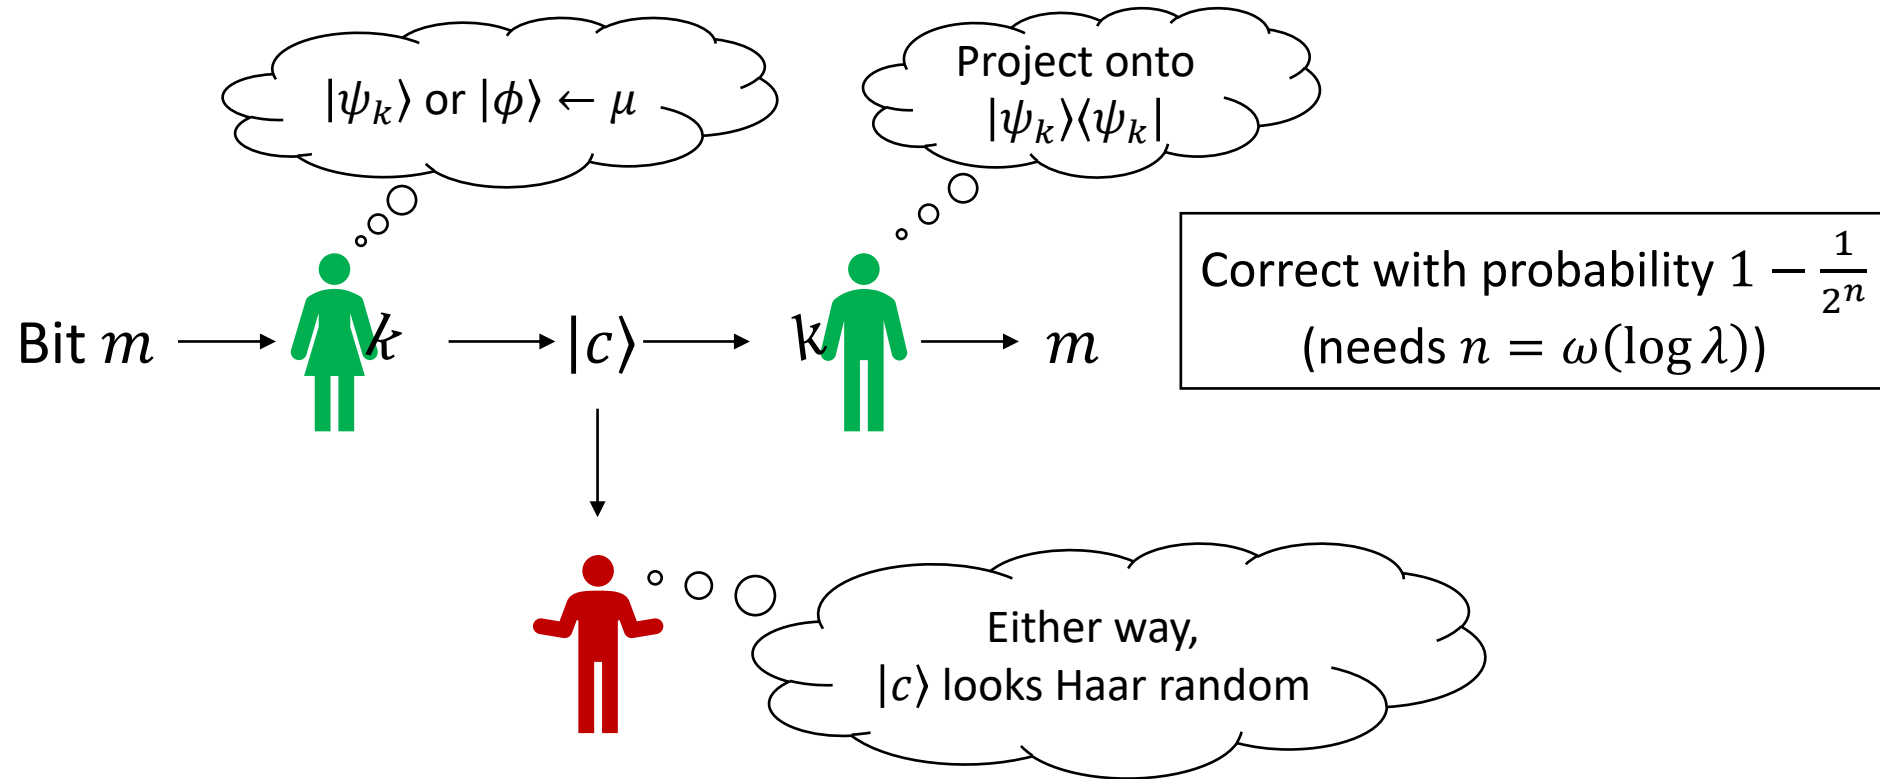 |ψ_k⟩ or |ϕ⟩ ← μ
Project onto
|ψ_k⟩⟨ψ_k|
Bit m
k
|c⟩
k
m
Correct with probability 1 − 1/2^n
(needs n = ω(log λ))
Either way,
|c⟩ looks Haar random